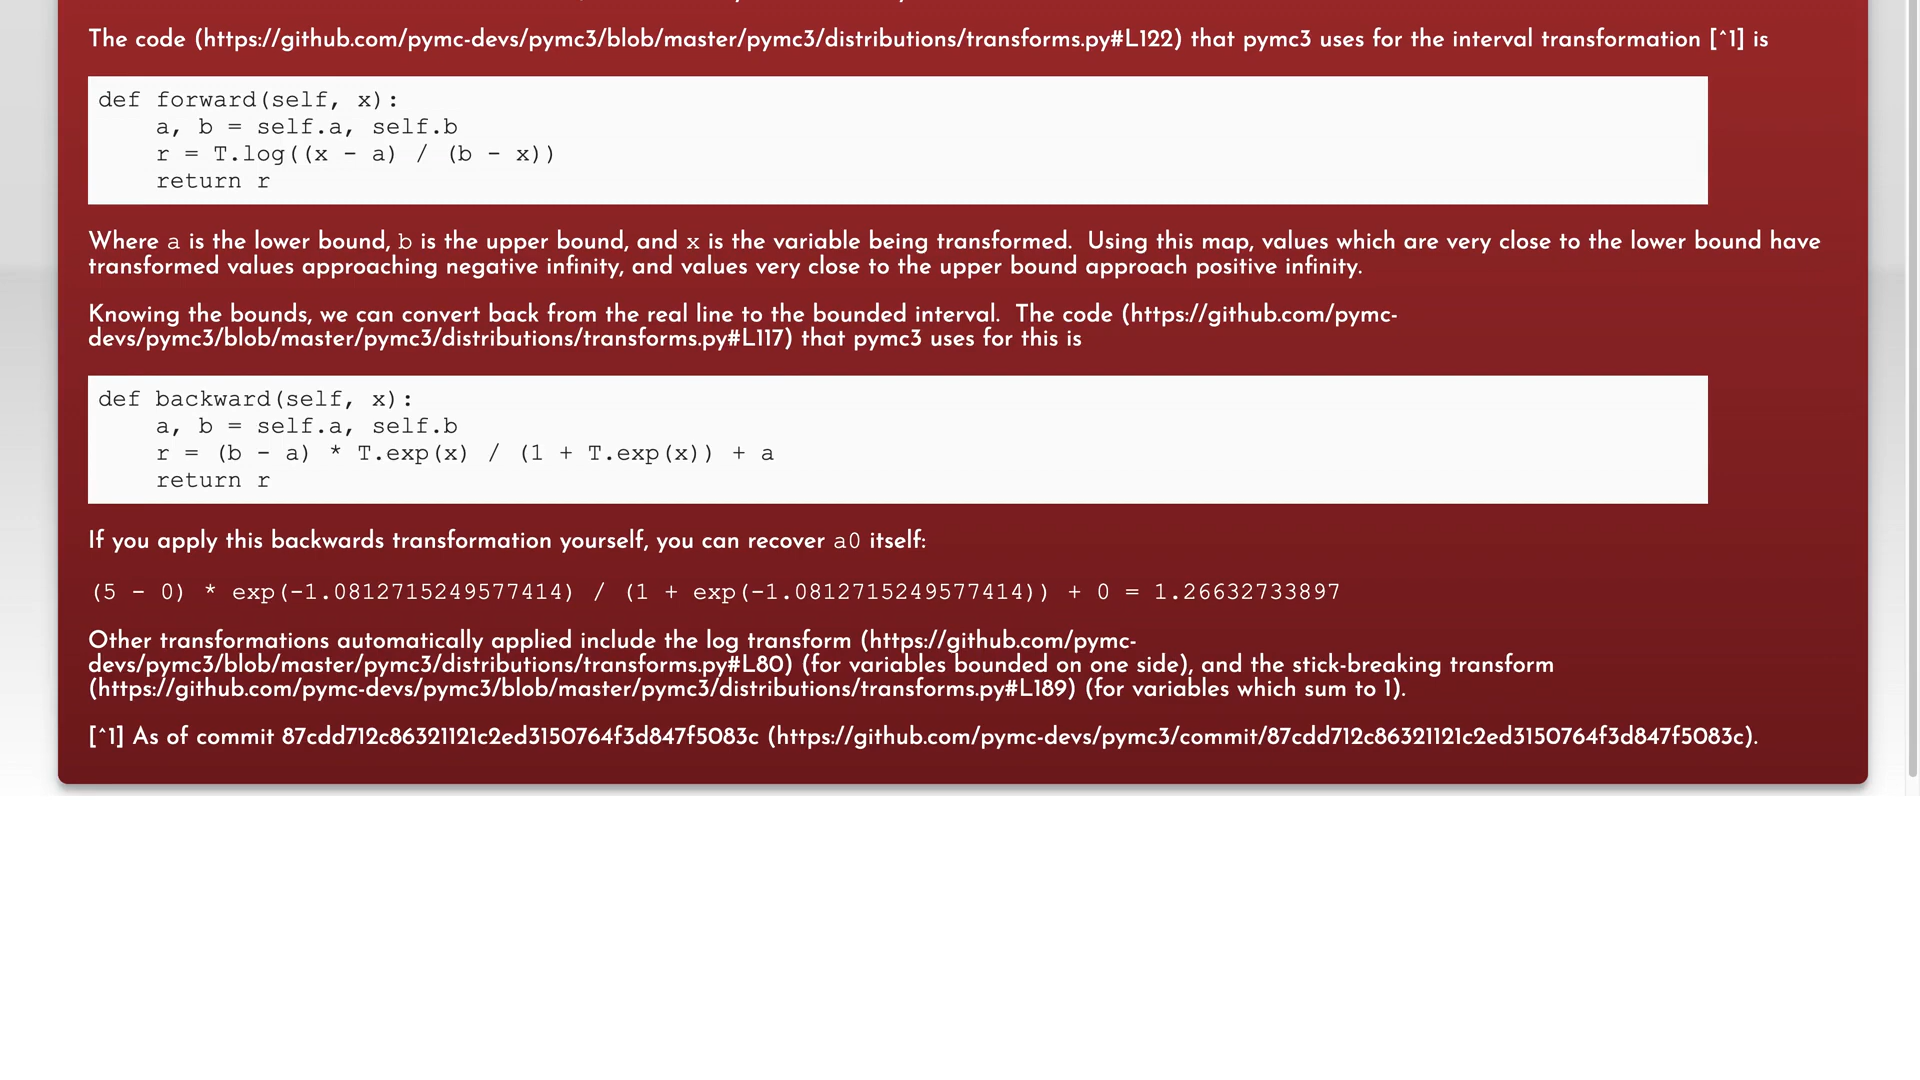 The code (https://github.com/pymc-devs/pymc3/blob/master/pymc3/distributions/transforms.py#L122) that pymc3 uses for the interval transformation [^1] is
def forward(self, x):
    a, b = self.a, self.b
    r = T.log((x - a) / (b - x))
    return r
Where a is the lower bound, b is the upper bound, and x is the variable being transformed.  Using this map, values which are very close to the lower bound have
transformed values approaching negative infinity, and values very close to the upper bound approach positive infinity.
Knowing the bounds, we can convert back from the real line to the bounded interval.  The code (https://github.com/pymc-
devs/pymc3/blob/master/pymc3/distributions/transforms.py#L117) that pymc3 uses for this is
def backward(self, x):
    a, b = self.a, self.b
    r = (b - a) * T.exp(x) / (1 + T.exp(x)) + a
    return r
If you apply this backwards transformation yourself, you can recover a0 itself:
(5 - 0) * exp(-1.0812715249577414) / (1 + exp(-1.0812715249577414)) + 0 = 1.26632733897
Other transformations automatically applied include the log transform (https://github.com/pymc-
devs/pymc3/blob/master/pymc3/distributions/transforms.py#L80) (for variables bounded on one side), and the stick-breaking transform
(https://github.com/pymc-devs/pymc3/blob/master/pymc3/distributions/transforms.py#L189) (for variables which sum to 1).
[^1] As of commit 87cdd712c86321121c2ed3150764f3d847f5083c (https://github.com/pymc-devs/pymc3/commit/87cdd712c86321121c2ed3150764f3d847f5083c).